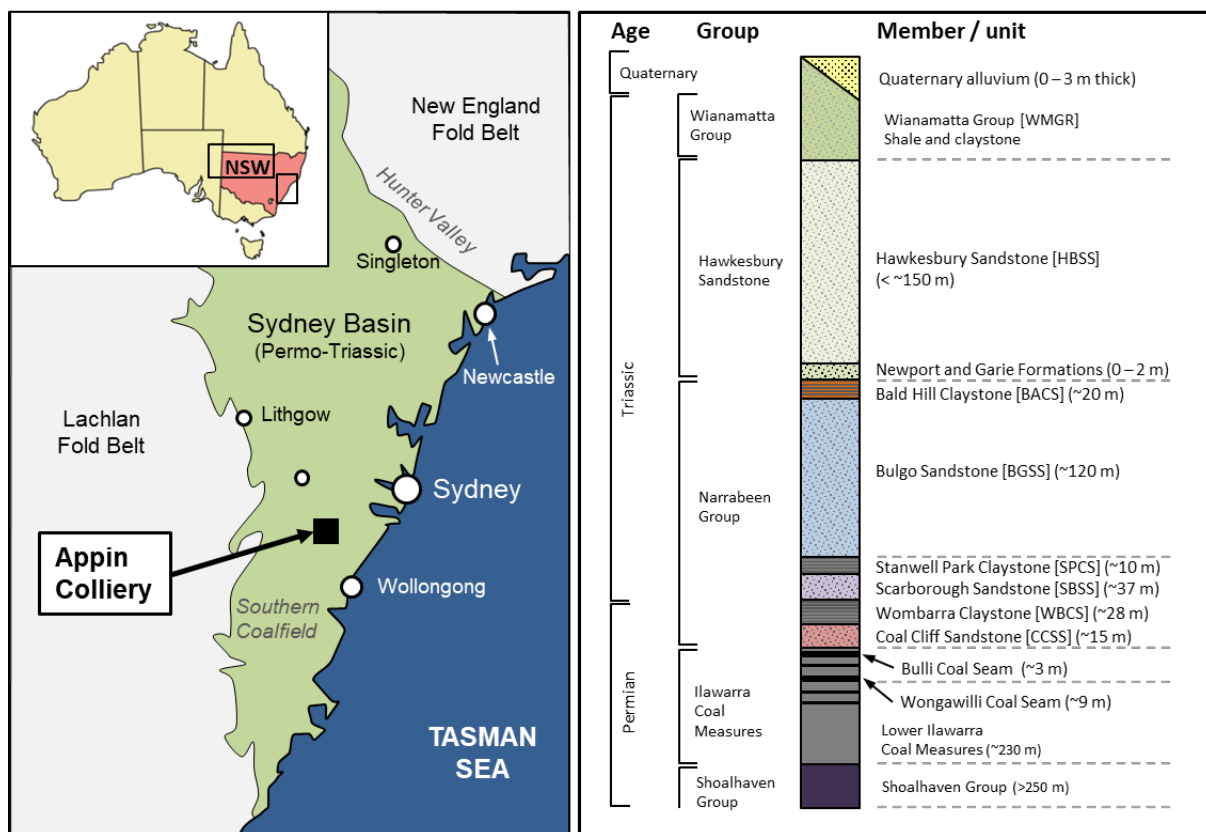 NSW
New England
Fold Belt
Hunter Valley
Singleton
Sydney Basin
(Permo-Triassic)
Newcastle
Lithgow
Lachlan
Fold Belt
Sydney
Appin
Colliery
Wollongong
Southern
Coalfield
TASMAN
SEA
Age
Group
Member / unit
Quaternary
Quaternary alluvium (0 – 3 m thick)
Triassic
Wianamatta
Group
Wianamatta Group [WMGR]
Shale and claystone
Hawkesbury
Sandstone
Hawkesbury Sandstone [HBSS]
(< ~150 m)
Newport and Garie Formations (0 – 2 m)
Narrabeen
Group
Bald Hill Claystone [BACS] (~20 m)
Bulgo Sandstone [BGSS] (~120 m)
Stanwell Park Claystone [SPCS] (~10 m)
Scarborough Sandstone [SBSS] (~37 m)
Permian
Wombarra Claystone [WBCS] (~28 m)
Coal Cliff Sandstone [CCSS] (~15 m)
Ilawarra
Coal
Measures
Bulli Coal Seam (~3 m)
Wongawilli Coal Seam (~9 m)
Lower Ilawarra
Coal Measures (~230 m)
Shoalhaven
Group
Shoalhaven Group (>250 m)